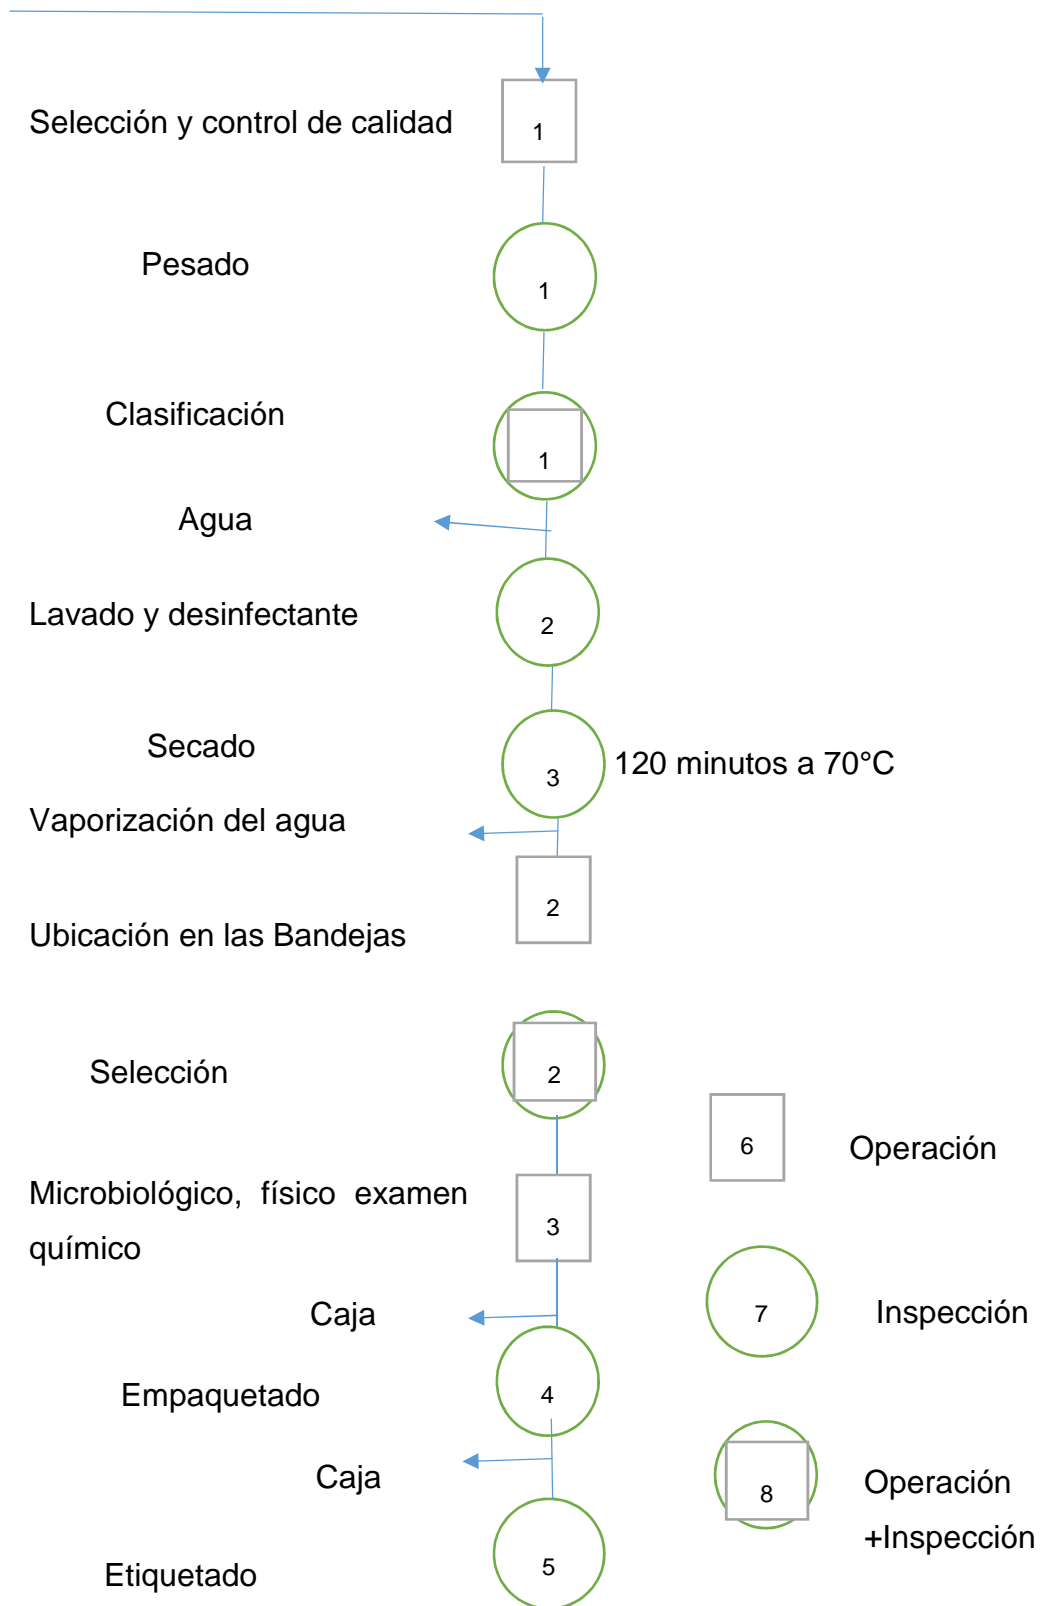 Selección y control de calidad
1
Pesado
1
Clasificación
1
Agua
Lavado y desinfectante
2
Secado
3
120 minutos a 70°C
Vaporización del agua
2
Ubicación en las Bandejas
Selección
2
6
Operación
Microbiológico, físico examen
químico
3
Caja
7
Inspección
Empaquetado
4
Caja
8
Operación
+Inspección
Etiquetado
5